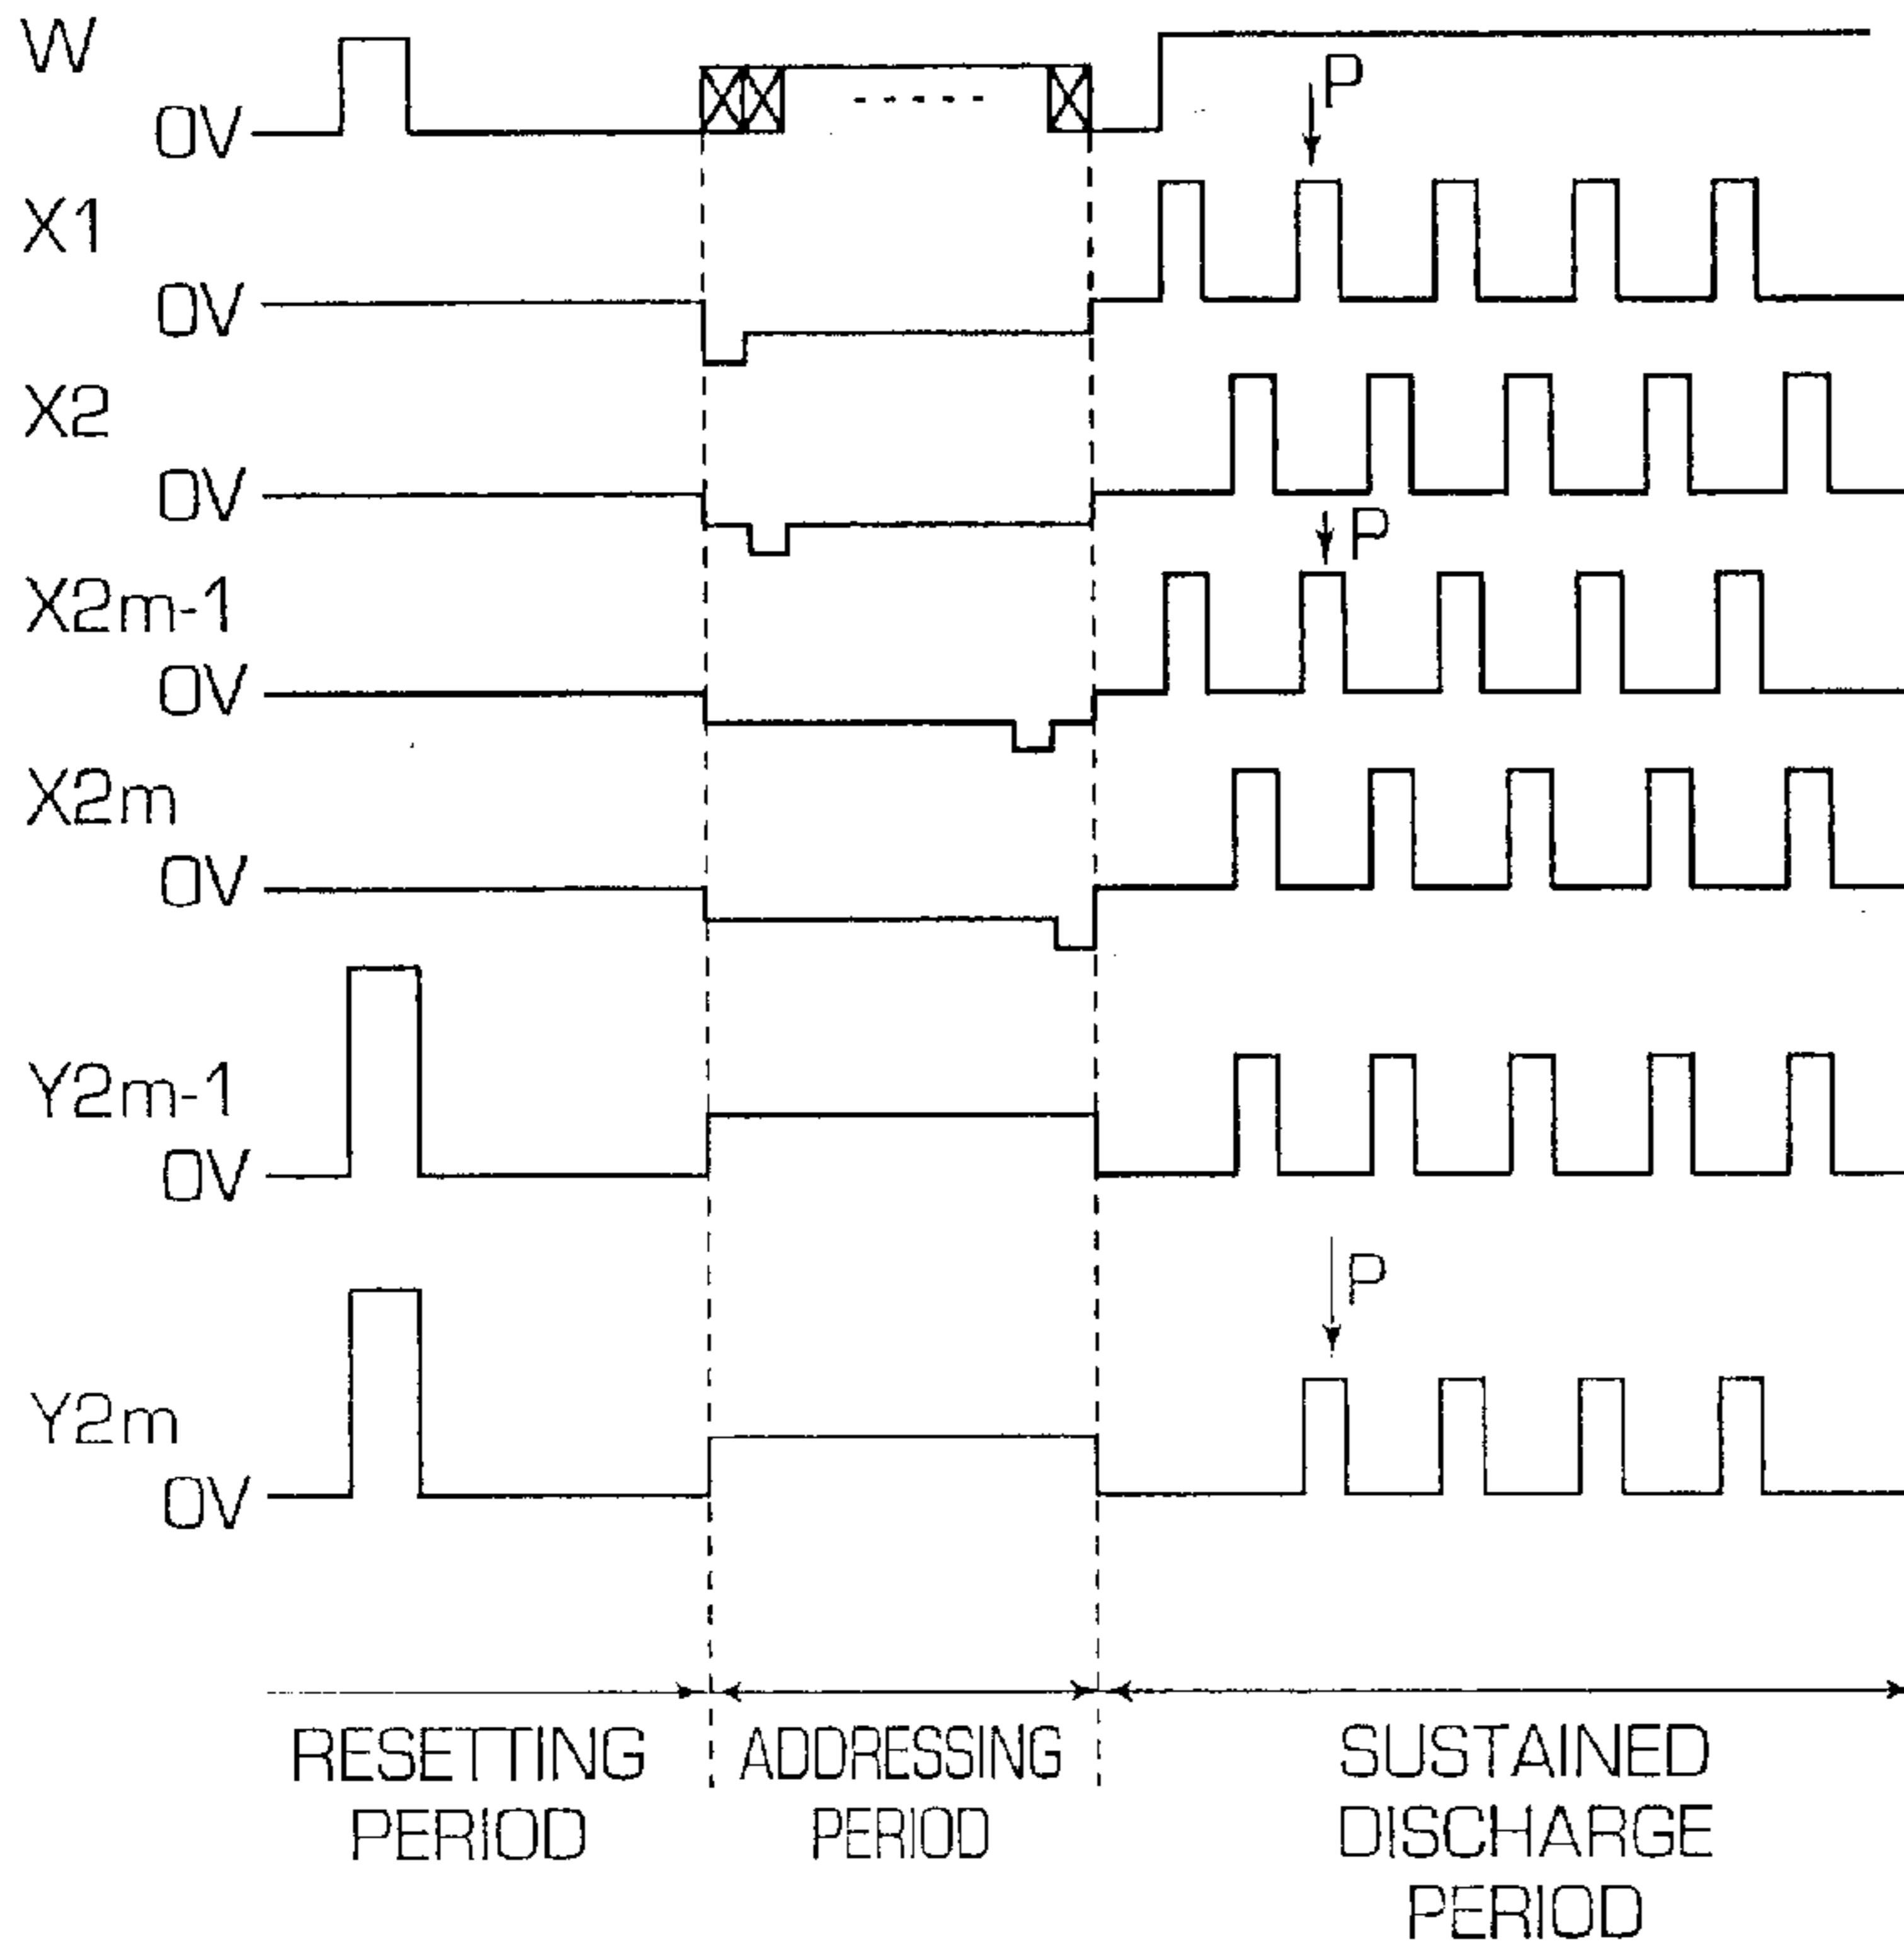 W
0V
P
X1
0V
X2
0V
P
X2m-1
0V
X2m
0V
Y2m-1
0V
P
Y2m
0V
RESETTING PERIOD
ADDRESSING PERIOD
SUSTAINED DISCHARGE PERIOD